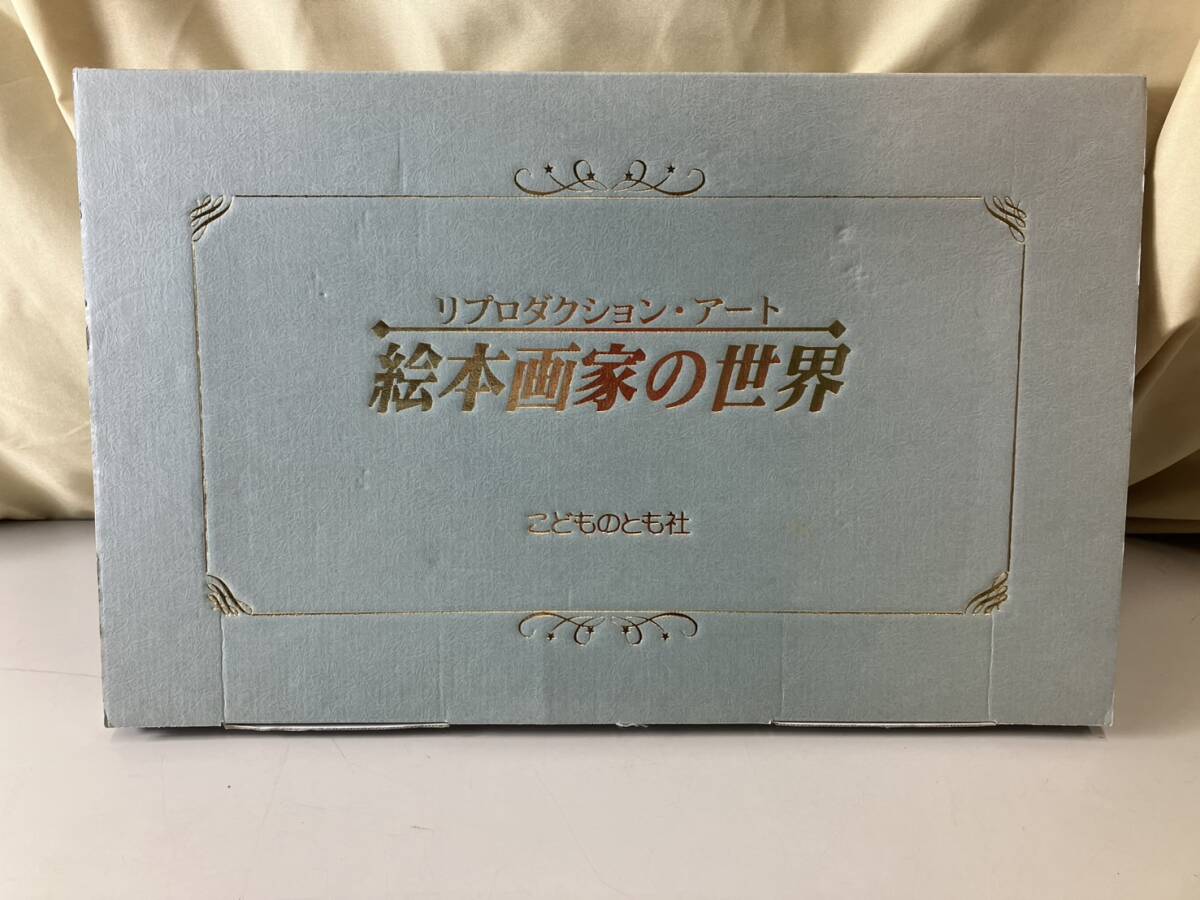 リプロダクション・アート
絵本画家の世界
こどものとも社